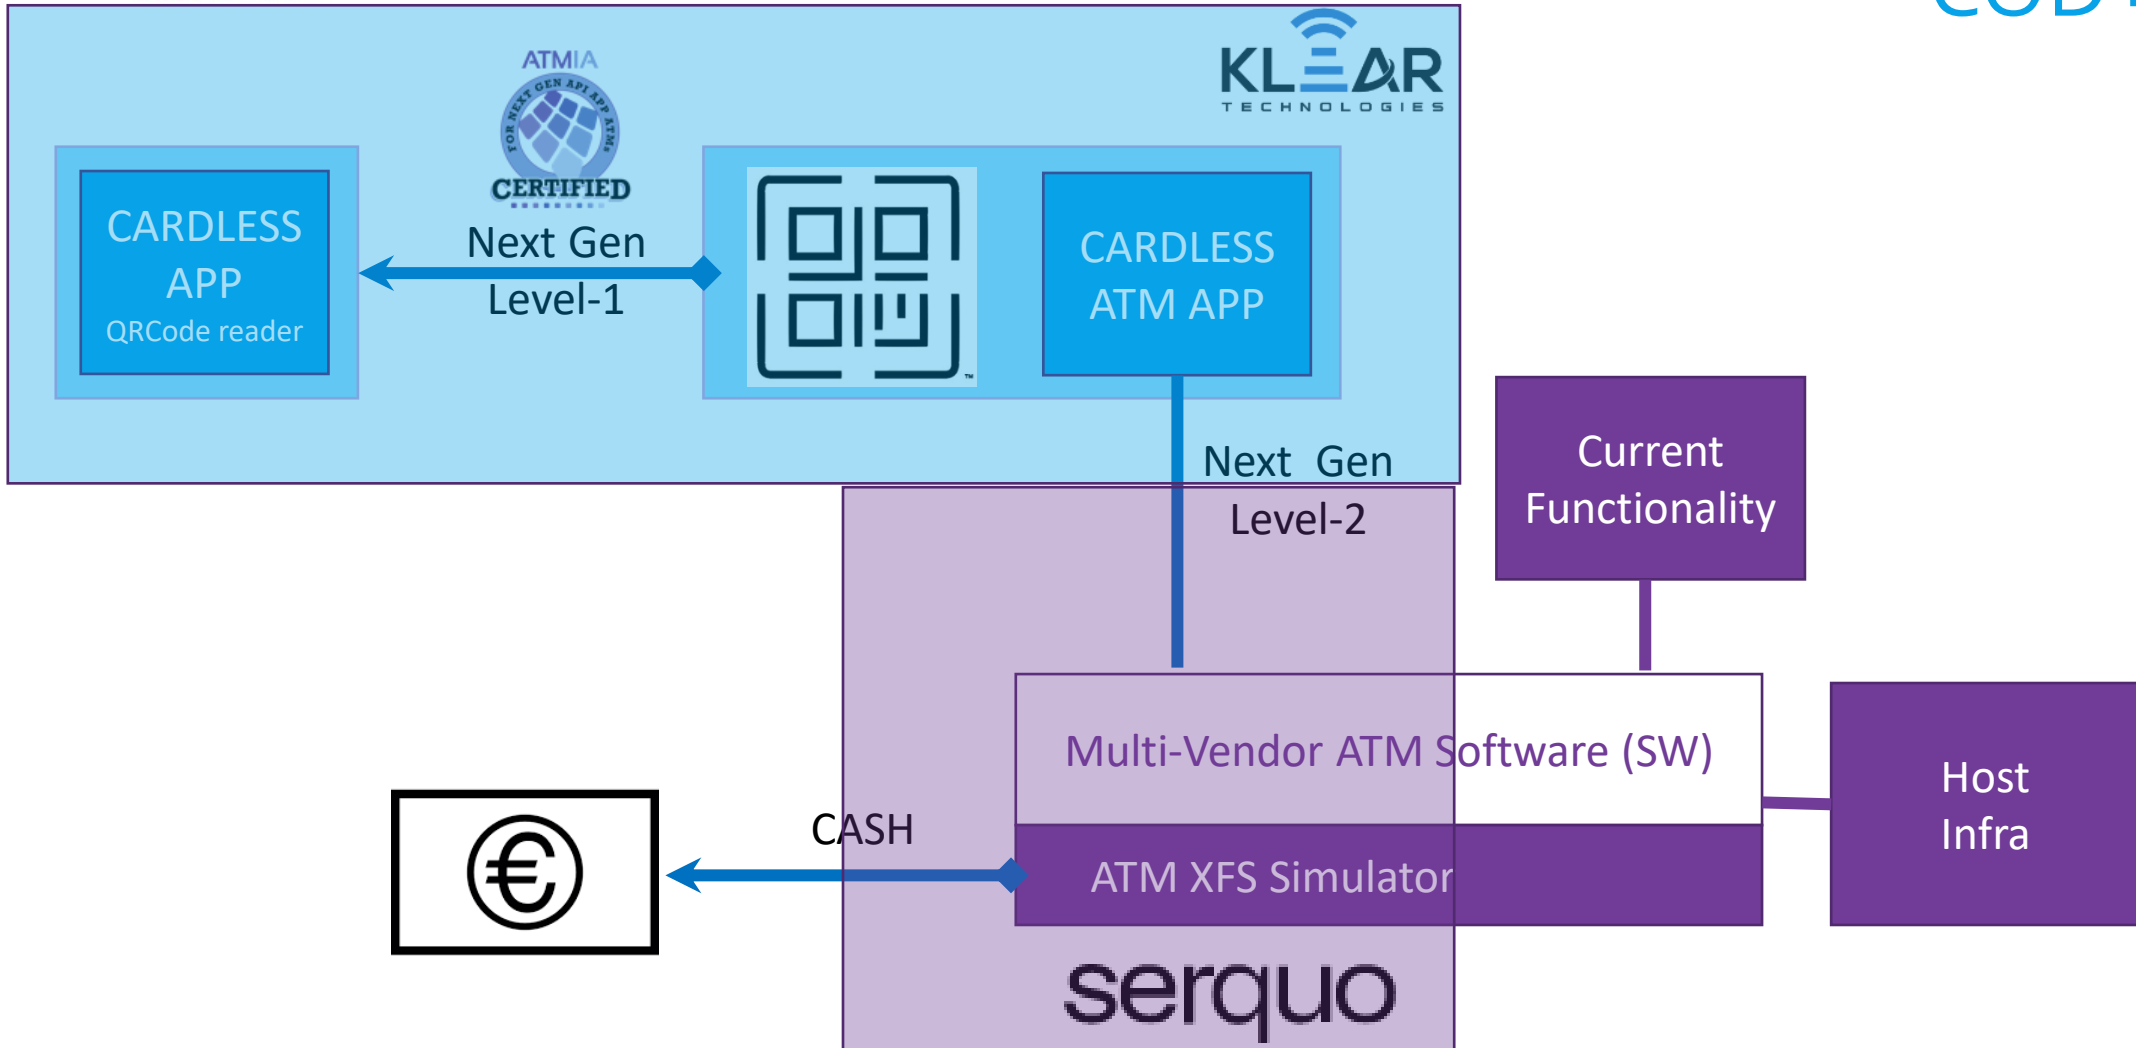 ATMIA
FOR NEXT GEN API APP ATMs
CERTIFIED
KLEAR
TECHNOLOGIES
CARDLESS
APP
QRCode reader
Next Gen
Level-1
™
CARDLESS
ATM APP
Next Gen
Level-2
Current
Functionality
Multi-Vendor ATM Software (SW)
Host
Infra
CASH
€
ATM XFS Simulator
serquo